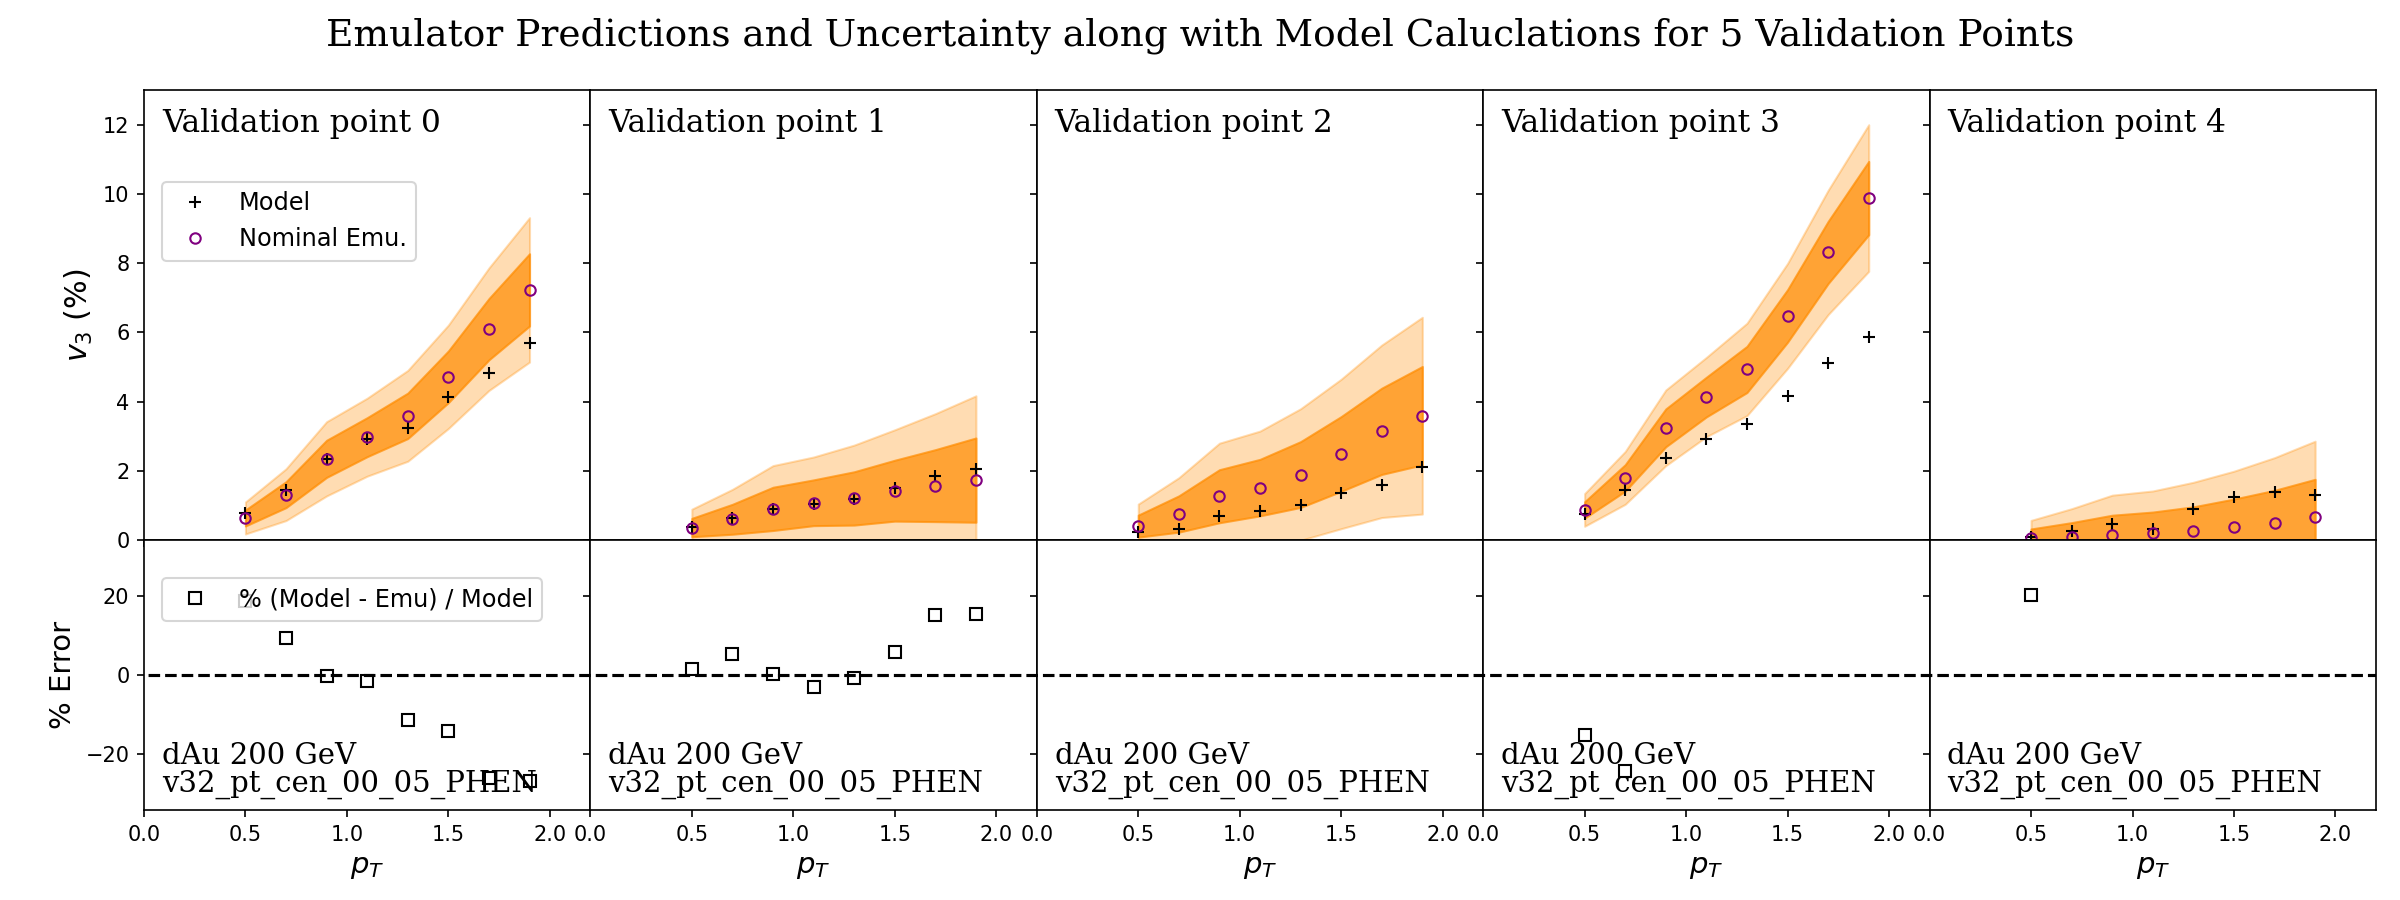 Emulator Predictions and Uncertainty along with Model Caluclations for 5 Validation Points
Validation point 0
Validation point 1
Validation point 2
Validation point 3
Validation point 4
Model
Nominal Emu.
v3 (%)
12
10
8
6
4
2
0
% (Model - Emu) / Model
% Error
20
0
−20
dAu 200 GeV
v32_pt_cen_00_05_PHEN
dAu 200 GeV
v32_pt_cen_00_05_PHEN
dAu 200 GeV
v32_pt_cen_00_05_PHEN
dAu 200 GeV
v32_pt_cen_00_05_PHEN
dAu 200 GeV
v32_pt_cen_00_05_PHEN
0.0 0.5 1.0 1.5 2.0
0.0 0.5 1.0 1.5 2.0
0.0 0.5 1.0 1.5 2.0
0.0 0.5 1.0 1.5 2.0
0.0 0.5 1.0 1.5 2.0
pT
pT
pT
pT
pT